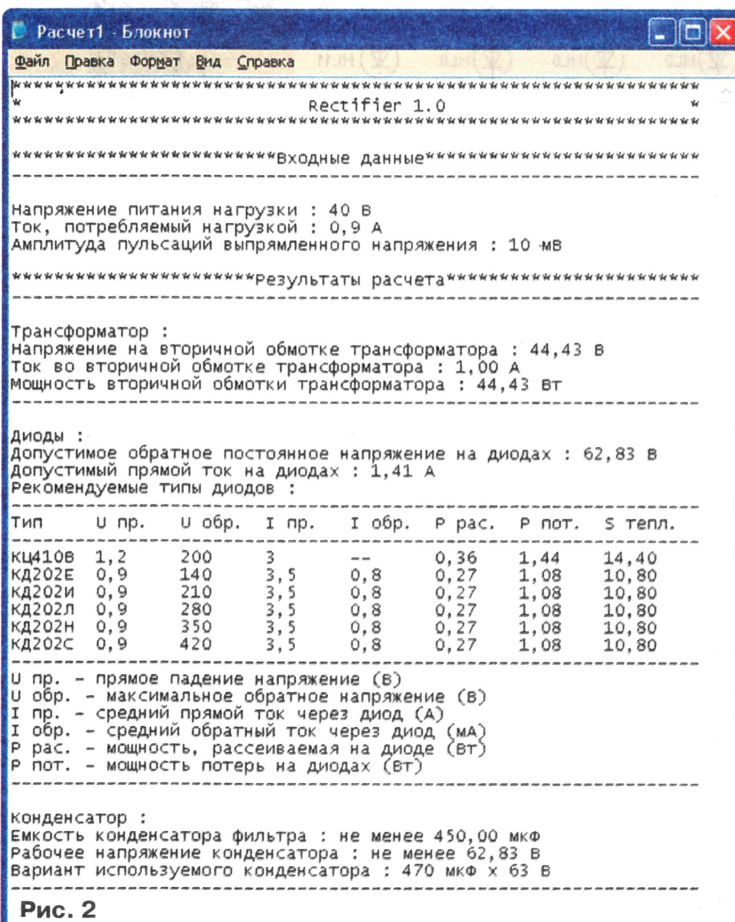 Расчет1 - Блокнот
Файл Правка Формат Вид Справка
*****************************************************************
* Rectifier 1.0 *
*****************************************************************
*************************Входные данные**************************
-----------------------------------------------------------------
Напряжение питания нагрузки : 40 В
Ток, потребляемый нагрузкой : 0,9 А
Амплитуда пульсаций выпрямленного напряжения : 10 мВ
***********************Результаты расчета************************
-----------------------------------------------------------------
Трансформатор :
Напряжение на вторичной обмотке трансформатора : 44,43 В
Ток во вторичной обмотке трансформатора : 1,00 А
Мощность вторичной обмотки трансформатора : 44,43 Вт
-----------------------------------------------------------------
Диоды :
Допустимое обратное постоянное напряжение на диодах : 62,83 В
Допустимый прямой ток на диодах : 1,41 А
Рекомендуемые типы диодов :
-----------------------------------------------------------------
Тип U пр. U обр. I пр. I обр. P рас. P пот. S тепл.
-----------------------------------------------------------------
КЦ410В 1,2 200 3 -- 0,36 1,44 14,40
КД202Е 0,9 140 3,5 0,8 0,27 1,08 10,80
КД202И 0,9 210 3,5 0,8 0,27 1,08 10,80
КД202Л 0,9 280 3,5 0,8 0,27 1,08 10,80
КД202Н 0,9 350 3,5 0,8 0,27 1,08 10,80
КД202С 0,9 420 3,5 0,8 0,27 1,08 10,80
-----------------------------------------------------------------
U пр. - прямое падение напряжение (В)
U обр. - максимальное обратное напряжение (В)
I пр. - средний прямой ток через диод (А)
I обр. - средний обратный ток через диод (мА)
P рас. - мощность, рассеиваемая на диоде (Вт)
P пот. - мощность потерь на диодах (Вт)
-----------------------------------------------------------------
Конденсатор :
Емкость конденсатора фильтра : не менее 450,00 мкФ
Рабочее напряжение конденсатора : не менее 62,83 В
Вариант используемого конденсатора : 470 мкФ х 63 В
-----------------------------------------------------------------
Рис. 2